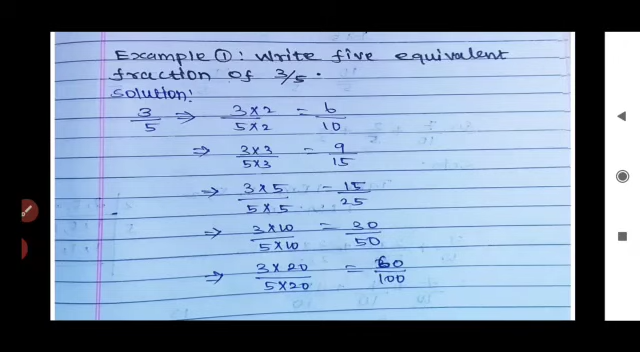 Example ①: Write five equivalent
fraction of 3/5.
Solution:
3/5 ⇒ 3×2/5×2 = 6/10
⇒ 3×3/5×3 = 9/15
⇒ 3×5/5×5 = 15/25
⇒ 3×10/5×10 = 30/50
⇒ 3×20/5×20 = 60/100